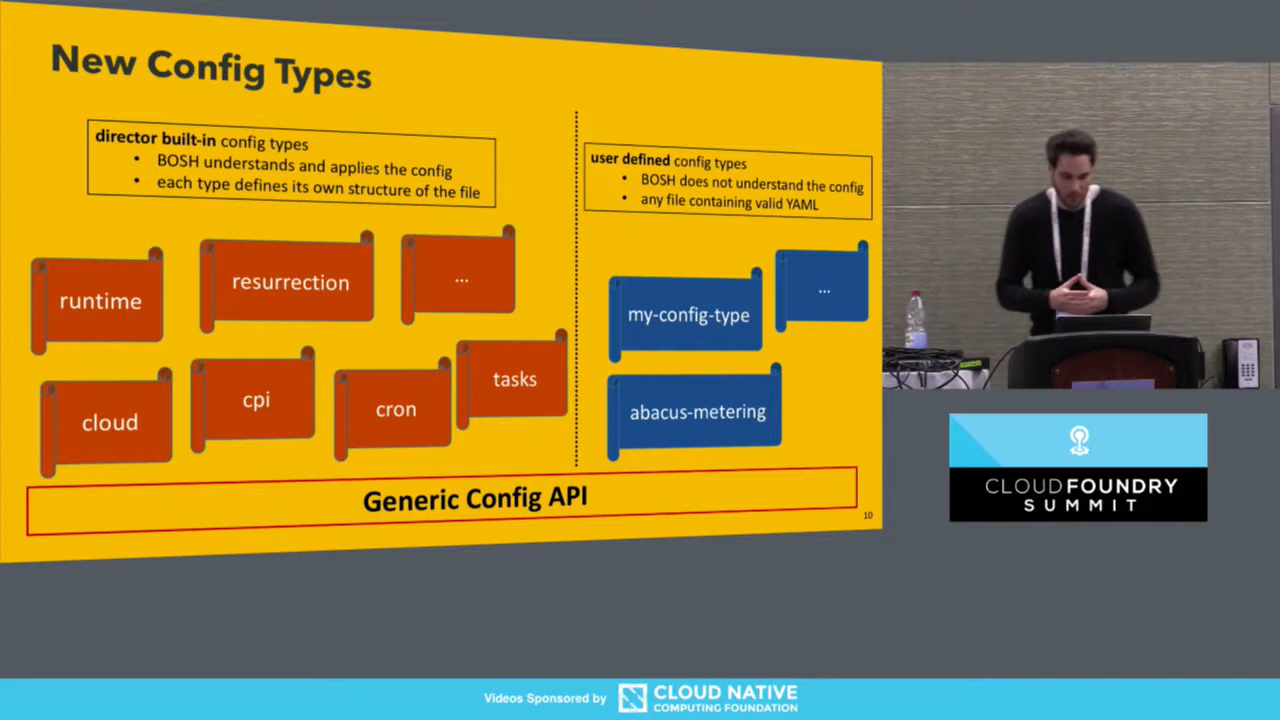 New Config Types
director built-in config types
• BOSH understands and applies the config
• each type defines its own structure of the file
user defined config types
• BOSH does not understand the config
• any file containing valid YAML
runtime
resurrection
...
cloud
cpi
cron
tasks
my-config-type
...
abacus-metering
Generic Config API
10
CLOUDFOUNDRY
SUMMIT
Videos Sponsored by
CLOUD NATIVE
COMPUTING FOUNDATION